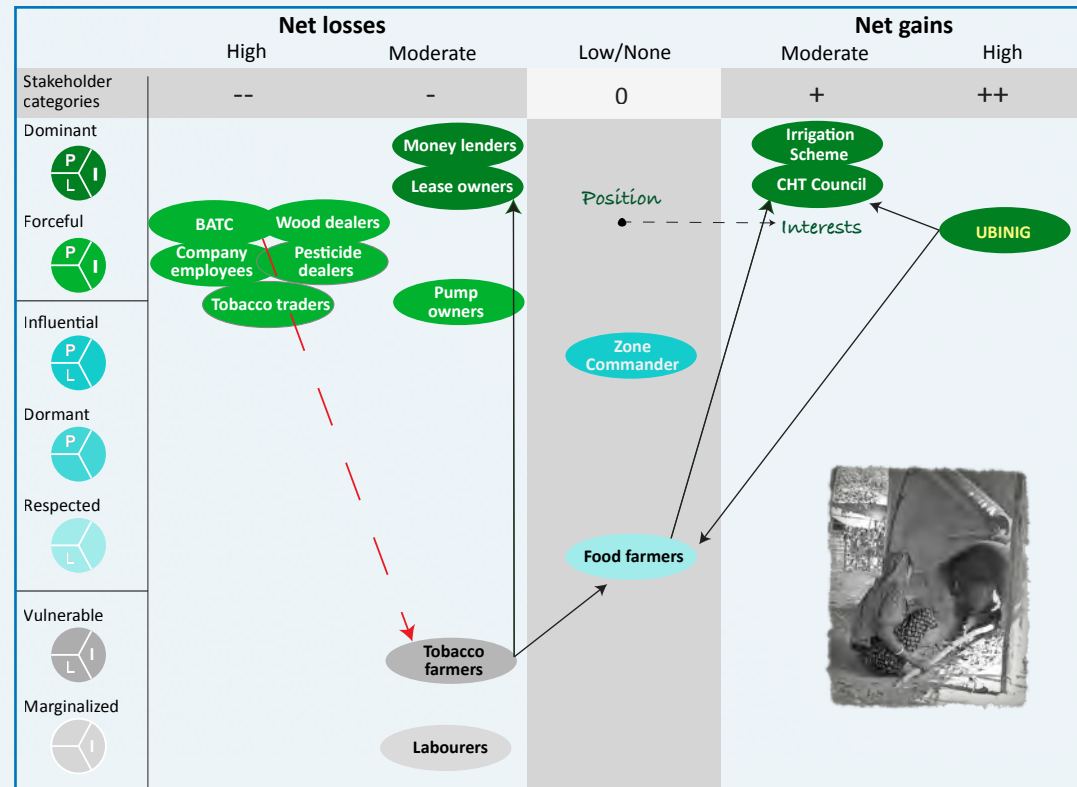 Net losses
Net gains
High
Moderate
Low/None
Moderate
High
Stakeholder
categories
--
-
0
+
++
Dominant
P
I
L
Money lenders
Lease owners
Irrigation
Scheme
CHT Council
Position
Interests
Forceful
P
I
BATC
Wood dealers
Company
employees
Pesticide
dealers
Tobacco traders
Pump
owners
UBINIG
Influential
P
L
Zone
Commander
Dormant
P
Respected
L
Food farmers
Vulnerable
I
L
Tobacco
farmers
Marginalized
I
Labourers